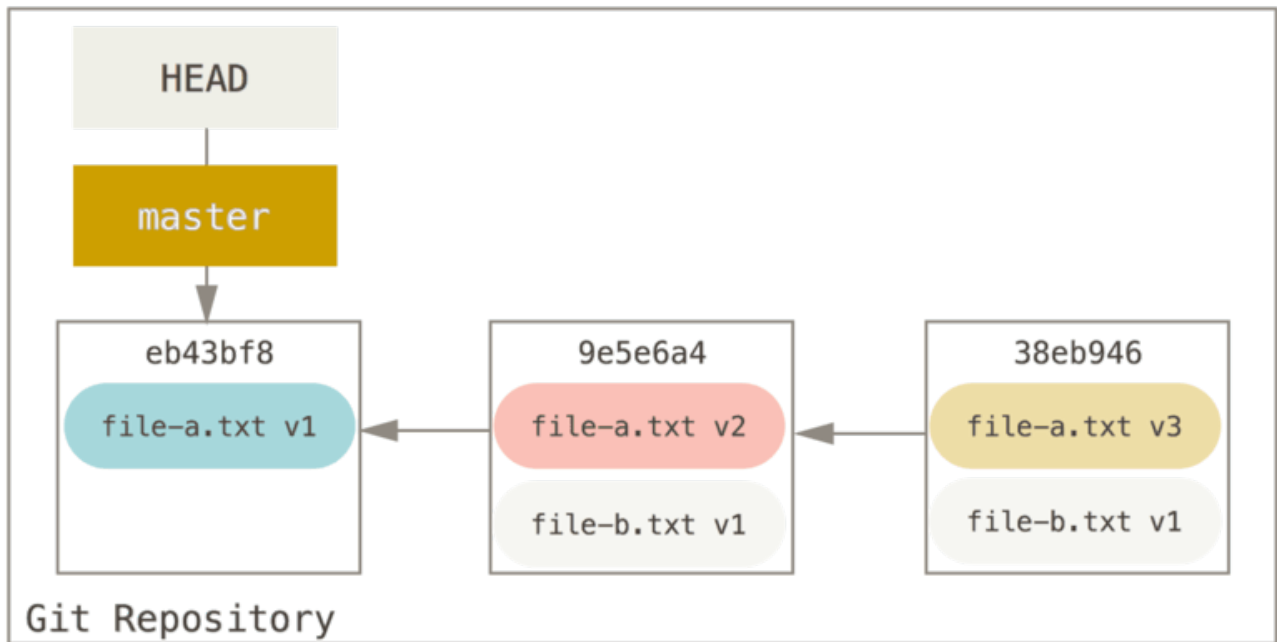 HEAD
master
eb43bf8
file-a.txt v1
9e5e6a4
file-a.txt v2
file-b.txt v1
38eb946
file-a.txt v3
file-b.txt v1
Git Repository